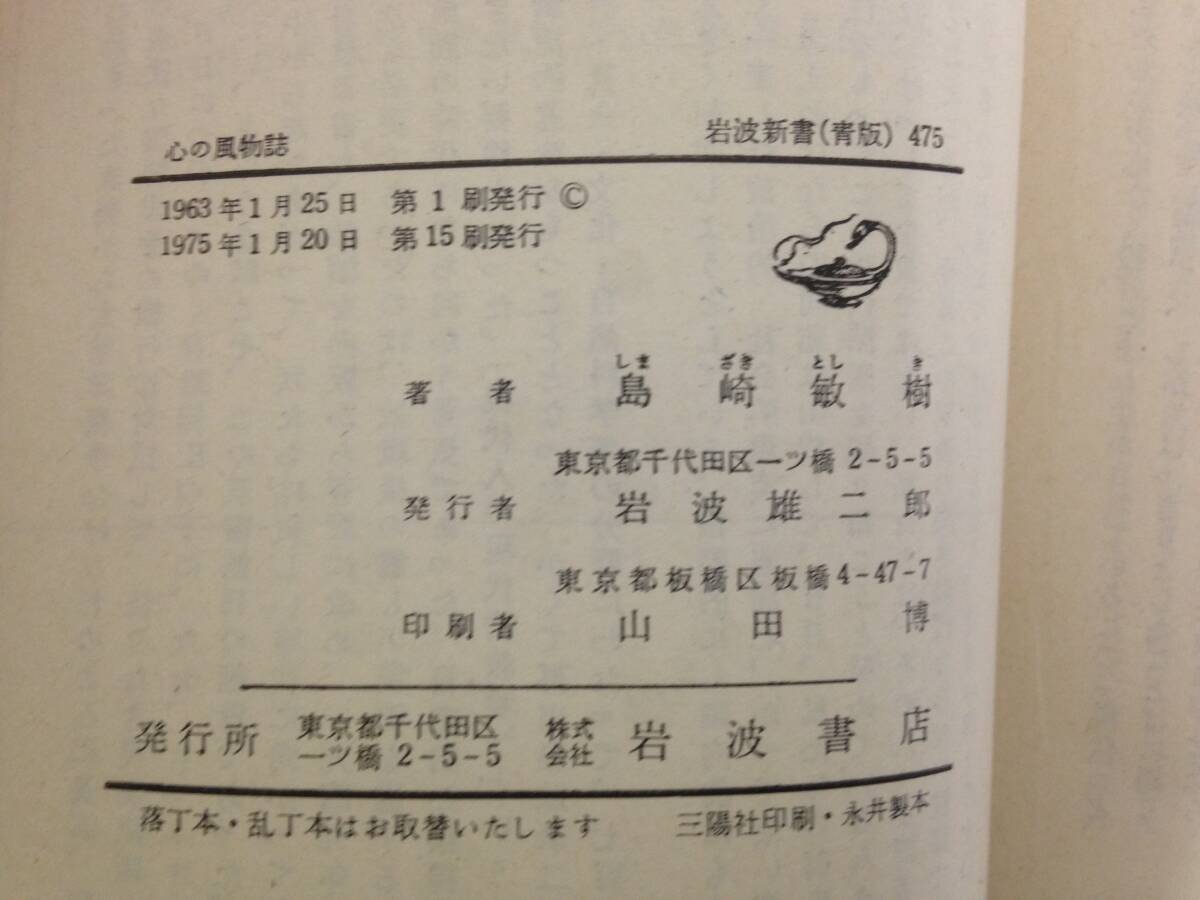 心の風物誌 岩波新書(青版) 475
1963年1月25日 第1刷発行 ©
1975年1月20日 第15刷発行
しま ざき とし き
著者 島崎敏樹
東京都千代田区一ツ橋 2-5-5
発行者 岩波雄二郎
東京都板橋区板橋4-47-7
印刷者 山田博
発行所 東京都千代田区一ツ橋 2-5-5 株式会社 岩波書店
落丁本・乱丁本はお取替いたします 三陽社印刷・永井製本